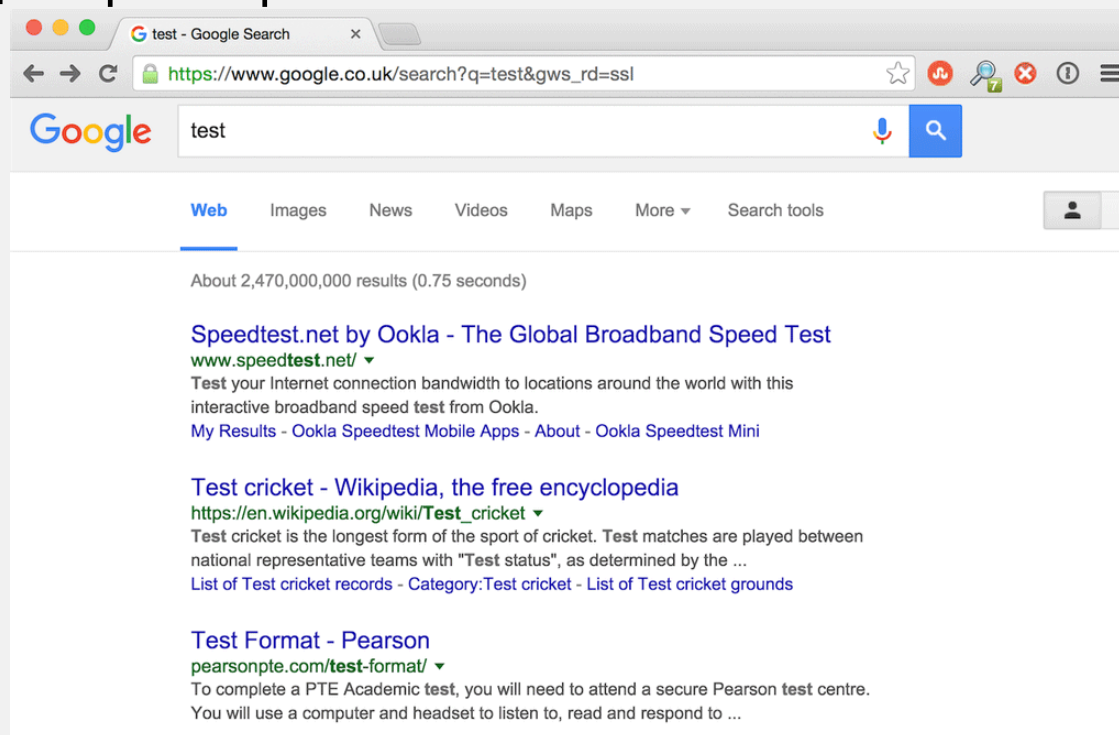 test - Google Search
https://www.google.co.uk/search?q=test&gws_rd=ssl
7
Google
test
Web Images News Videos Maps More Search tools
About 2,470,000,000 results (0.75 seconds)
Speedtest.net by Ookla - The Global Broadband Speed Test
www.speedtest.net/
Test your Internet connection bandwidth to locations around the world with this
interactive broadband speed test from Ookla.
My Results - Ookla Speedtest Mobile Apps - About - Ookla Speedtest Mini
Test cricket - Wikipedia, the free encyclopedia
https://en.wikipedia.org/wiki/Test_cricket
Test cricket is the longest form of the sport of cricket. Test matches are played between
national representative teams with "Test status", as determined by the ...
List of Test cricket records - Category:Test cricket - List of Test cricket grounds
Test Format - Pearson
pearsonpte.com/test-format/
To complete a PTE Academic test, you will need to attend a secure Pearson test centre.
You will use a computer and headset to listen to, read and respond to ...